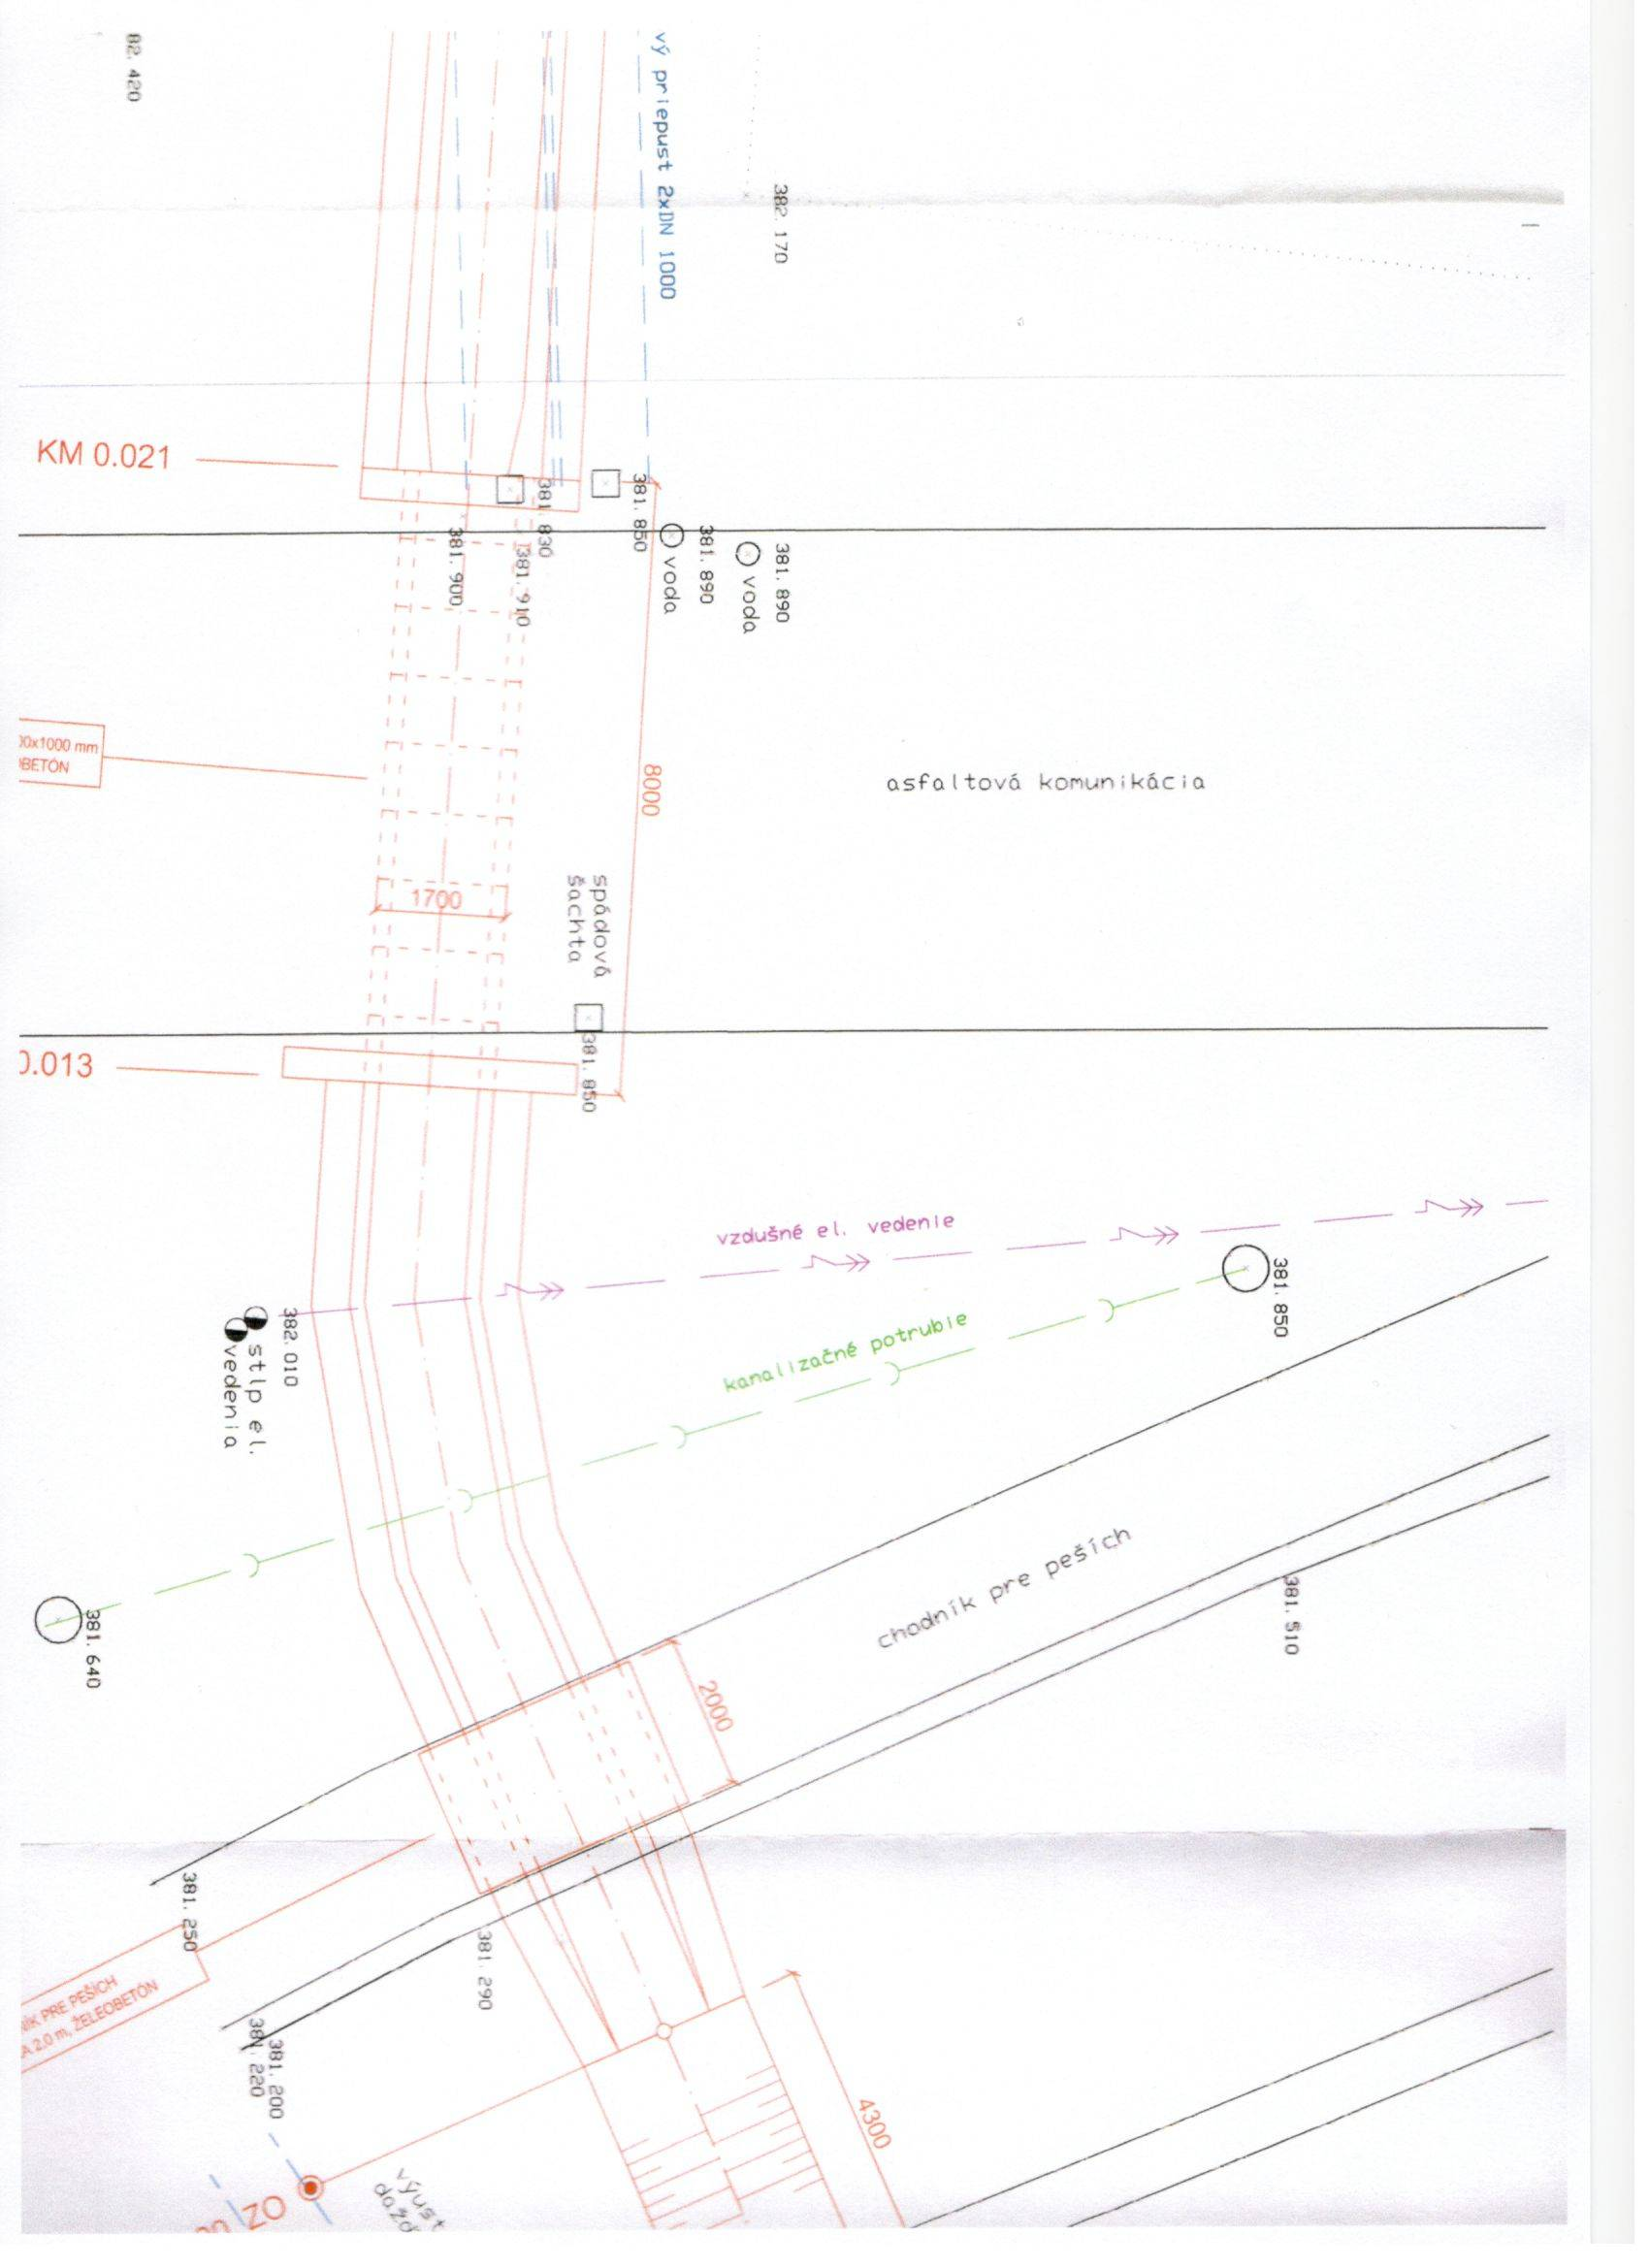 82.420
vý priepust 2xDN 1000
382.170
KM 0.021
381.830
381.850
381.900
381.910
voda
381.890
voda
381.890
00x1000 mm
BETÓN
8000
asfaltová komunikácia
1700
spádová
šachta
0.013
381.850
vzdušné el. vedenie
381.850
382.010
stlp el.
vedenia
kanalizačné potrubie
chodník pre peších
381.510
381.640
2000
381.250
381.290
NÍK PRE PEŠÍCH
A 2.0 m, ŽELEOBETÓN
381.220
381.200
4300
ZO
výust
dažď